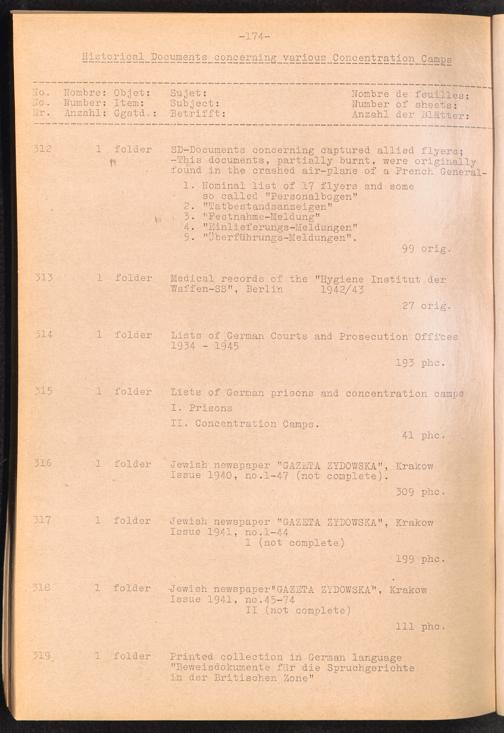 -174-
Historical Documents concerning various Concentration Camps
No. Nombre: Objet: Sujet: Nombre de feuilles:
No. Number: Item: Subject: Number of sheets:
Nr. Anzahl: Ggstd.: Betrifft: Anzahl der Blätter:
312 1 folder SD-Documents concerning captured allied flyers;
-This documents, partially burnt, were originally
found in the crashed air-plane of a French General-
1. Nominal list of 17 flyers and some
so called "Personalbogen"
2. "Tatbestandsanzeigen"
3. "Festnahme-Meldung"
4. "Einlieferungs-Meldungen"
5. "Überführungs-Meldungen".
99 orig.
313 1 folder Medical records of the "Hygiene Institut der
Waffen-SS", Berlin 1942/43
27 orig.
314 1 folder Lists of German Courts and Prosecution Offices
1934 - 1945
193 phc.
315 1 folder Lists of German prisons and concentration camps
I. Prisons
II. Concentration Camps.
41 phc.
316 1 folder Jewish newspaper "GAZETA ZYDOWSKA", Krakow
Issue 1940, no.1-47 (not complete).
309 phc.
317 1 folder Jewish newspaper "GAZETA ZYDOWSKA", Krakow
Issue 1941, no.1-44
I (not complete)
199 phc.
318 1 folder Jewish newspaper"GAZETA ZYDOWSKA", Krakow
Issue 1941, no.45-74
II (not complete)
111 phc.
319 1 folder Printed collection in German language
"Beweisdokumente für die Spruchgerichte
in der Britischen Zone"